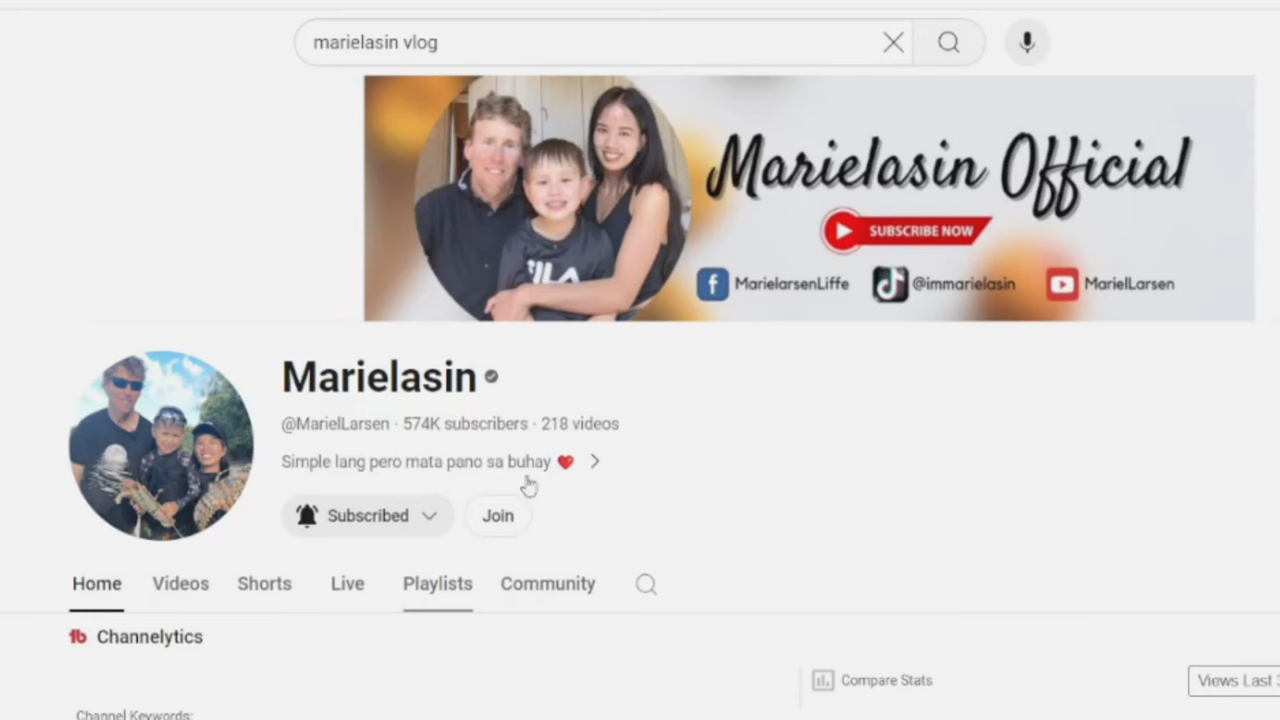 marielasin vlog
Marielasin Official
SUBSCRIBE NOW
MarielarsenLiffe @immarielasin MarielLarsen
FILA
Marielasin
@MarielLarsen · 574K subscribers · 218 videos
Simple lang pero mata pano sa buhay ❤️
Subscribed Join
Home Videos Shorts Live Playlists Community
tb Channelytics
Compare Stats Views Last 3
Channel Keywords: